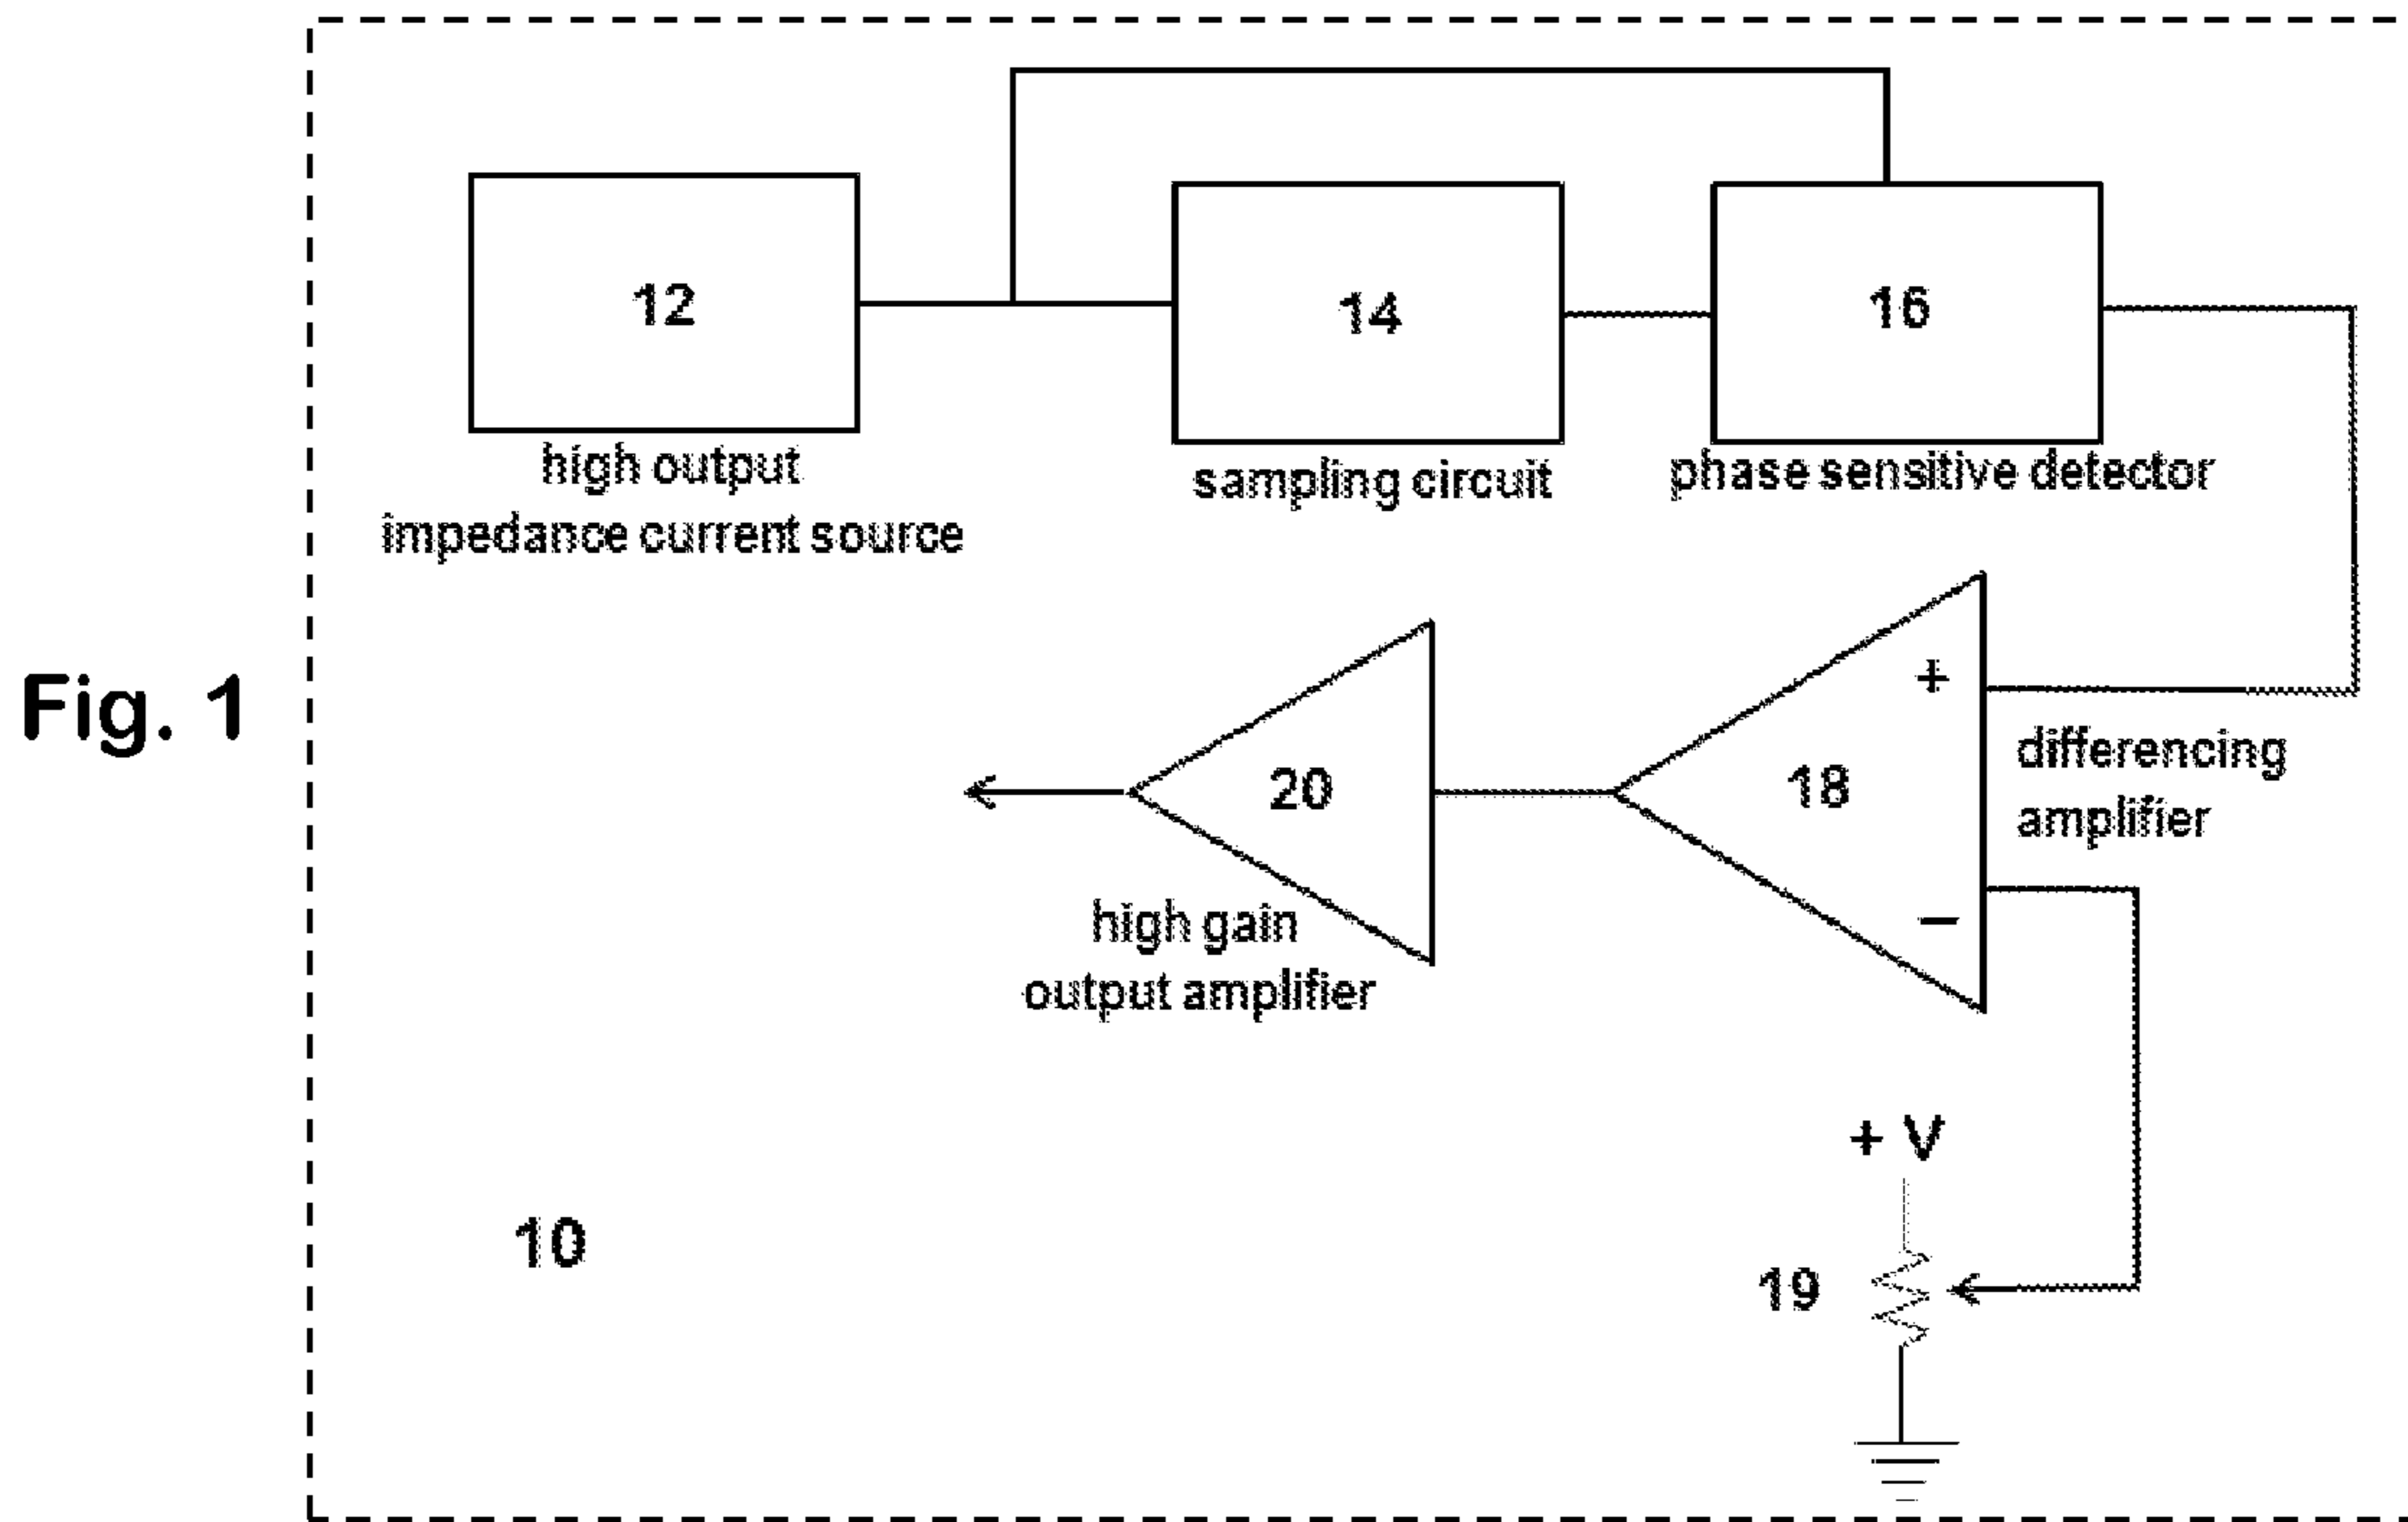 12
14
16
high output
impedance current source
sampling circuit
phase sensitive detector
Fig. 1
+
20
18
differencing
amplifier
−
high gain
output amplifier
+ V
10
19